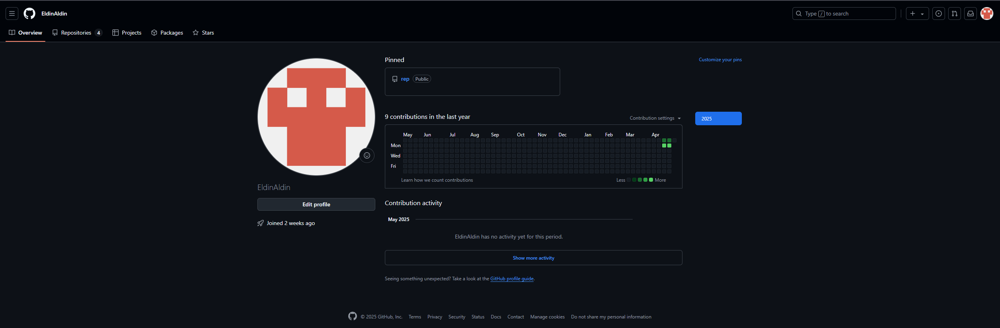 EldinAldin
Type / to search
Overview Repositories 4 Projects Packages Stars
Pinned
Customize your pins
rep Public
9 contributions in the last year
Contribution settings
2025
May Jun Jul Aug Sep Oct Nov Dec Jan Feb Mar Apr
Mon
Wed
Fri
Learn how we count contributions
Less More
EldinAldin
Edit profile
Joined 2 weeks ago
Contribution activity
May 2025
EldinAldin has no activity yet for this period.
Show more activity
Seeing something unexpected? Take a look at the GitHub profile guide.
© 2025 GitHub, Inc. Terms Privacy Security Status Docs Contact Manage cookies Do not share my personal information